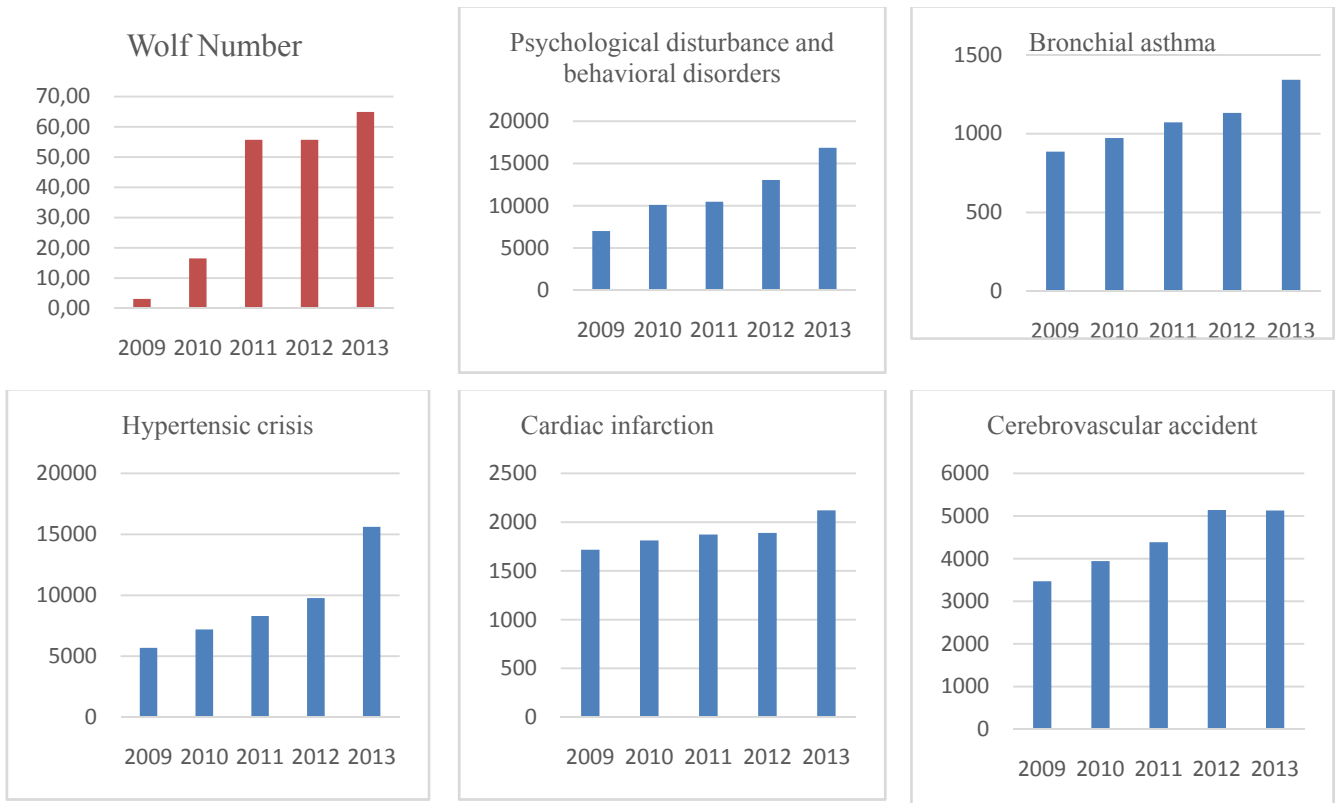 Wolf Number
70,00
60,00
50,00
40,00
30,00
20,00
10,00
0,00
2009 2010 2011 2012 2013
Psychological disturbance and
behavioral disorders
20000
15000
10000
5000
0
2009 2010 2011 2012 2013
Bronchial asthma
1500
1000
500
0
2009 2010 2011 2012 2013
Hypertensic crisis
20000
15000
10000
5000
0
2009 2010 2011 2012 2013
Cardiac infarction
2500
2000
1500
1000
500
0
2009 2010 2011 2012 2013
Cerebrovascular accident
6000
5000
4000
3000
2000
1000
0
2009 2010 2011 2012 2013